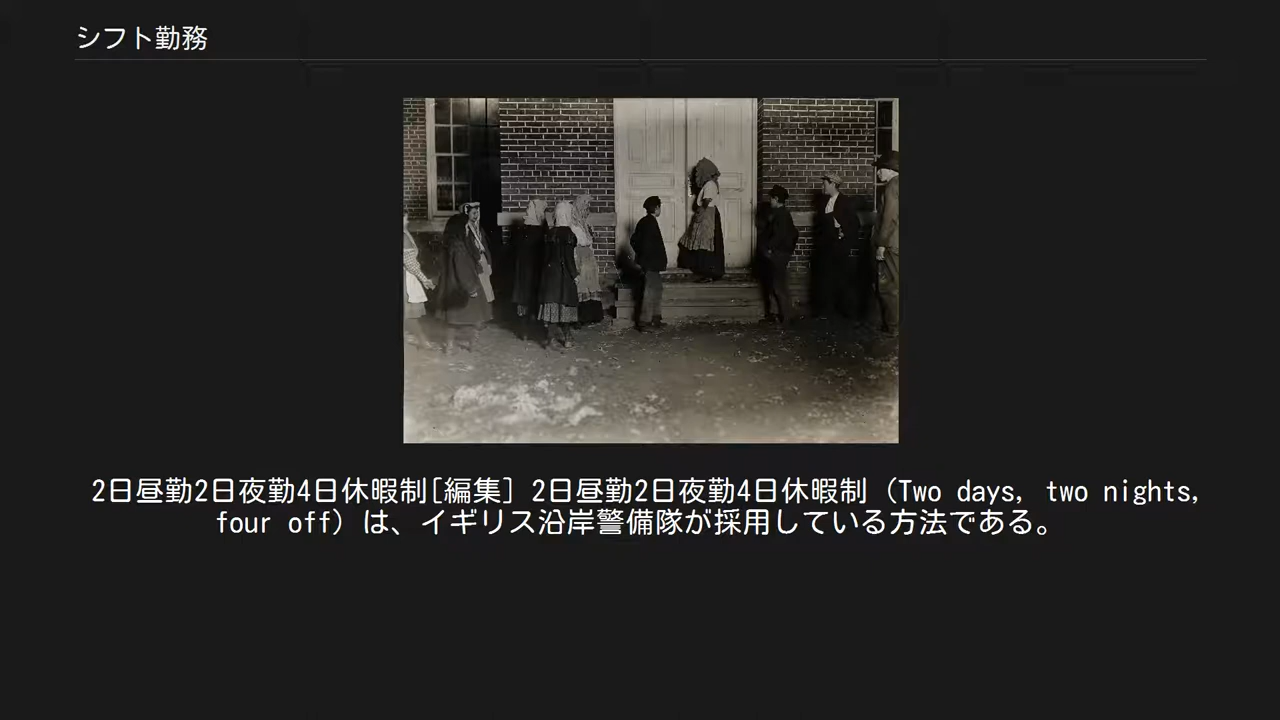 シフト勤務
2日昼勤2日夜勤4日休暇制[編集] 2日昼勤2日夜勤4日休暇制（Two days, two nights,
four off）は、イギリス沿岸警備隊が採用している方法である。